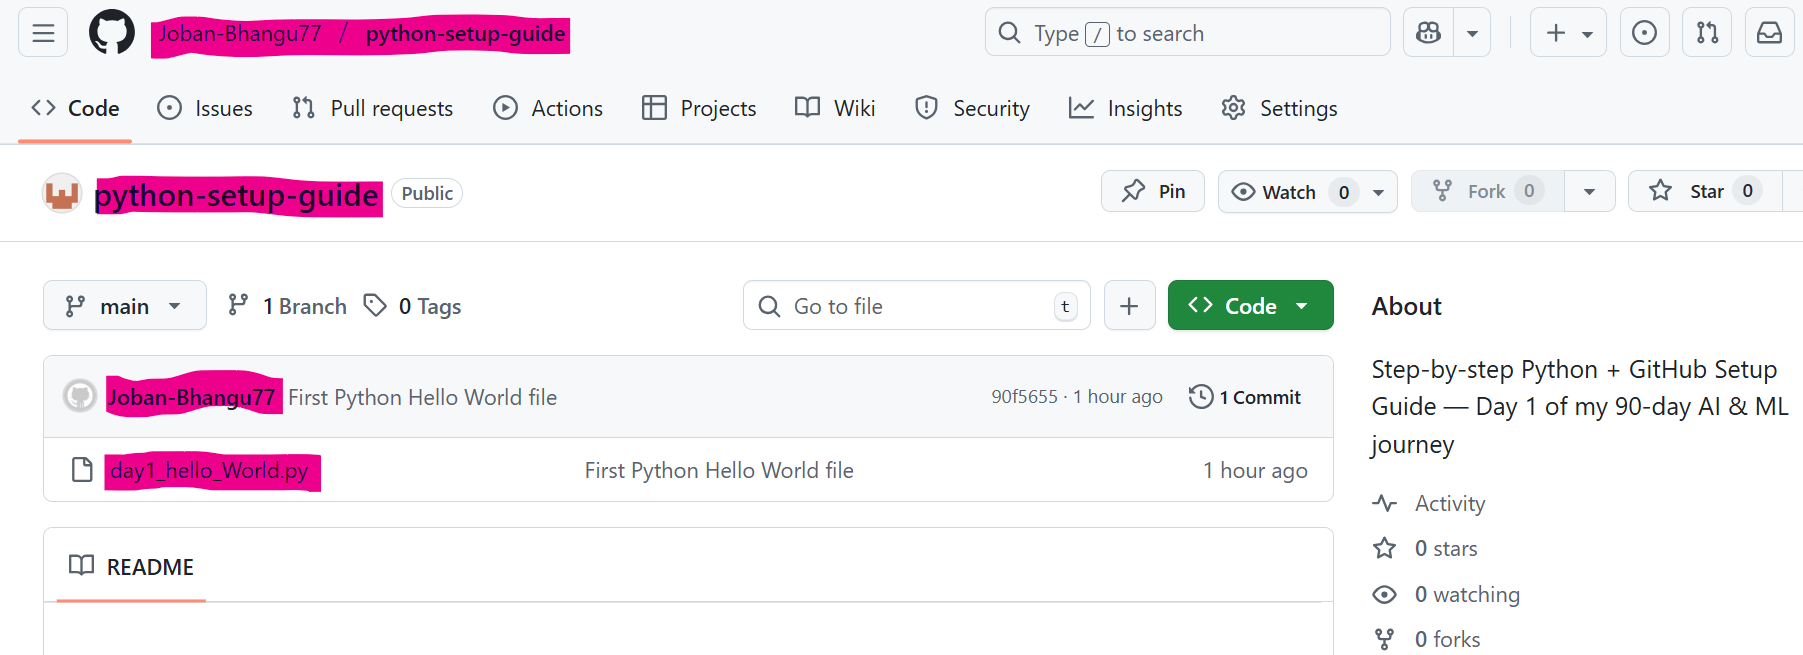 Joban-Bhangu77 / python-setup-guide
Type / to search
Code Issues Pull requests Actions Projects Wiki Security Insights Settings
python-setup-guide Public
Pin Watch 0 Fork 0 Star 0
main 1 Branch 0 Tags
Go to file t
Code
About
Step-by-step Python + GitHub Setup
Guide — Day 1 of my 90-day AI & ML
journey
Joban-Bhangu77 First Python Hello World file 90f5655 · 1 hour ago 1 Commit
day1_hello_World.py First Python Hello World file 1 hour ago
README
Activity
0 stars
0 watching
0 forks